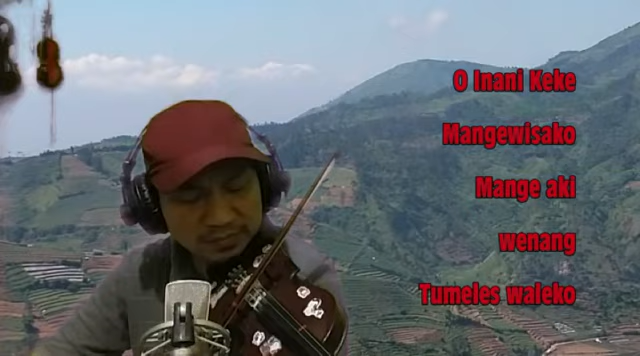 O Inani Keke
Mangewisako
Mange aki
wenang
Tumeles waleko